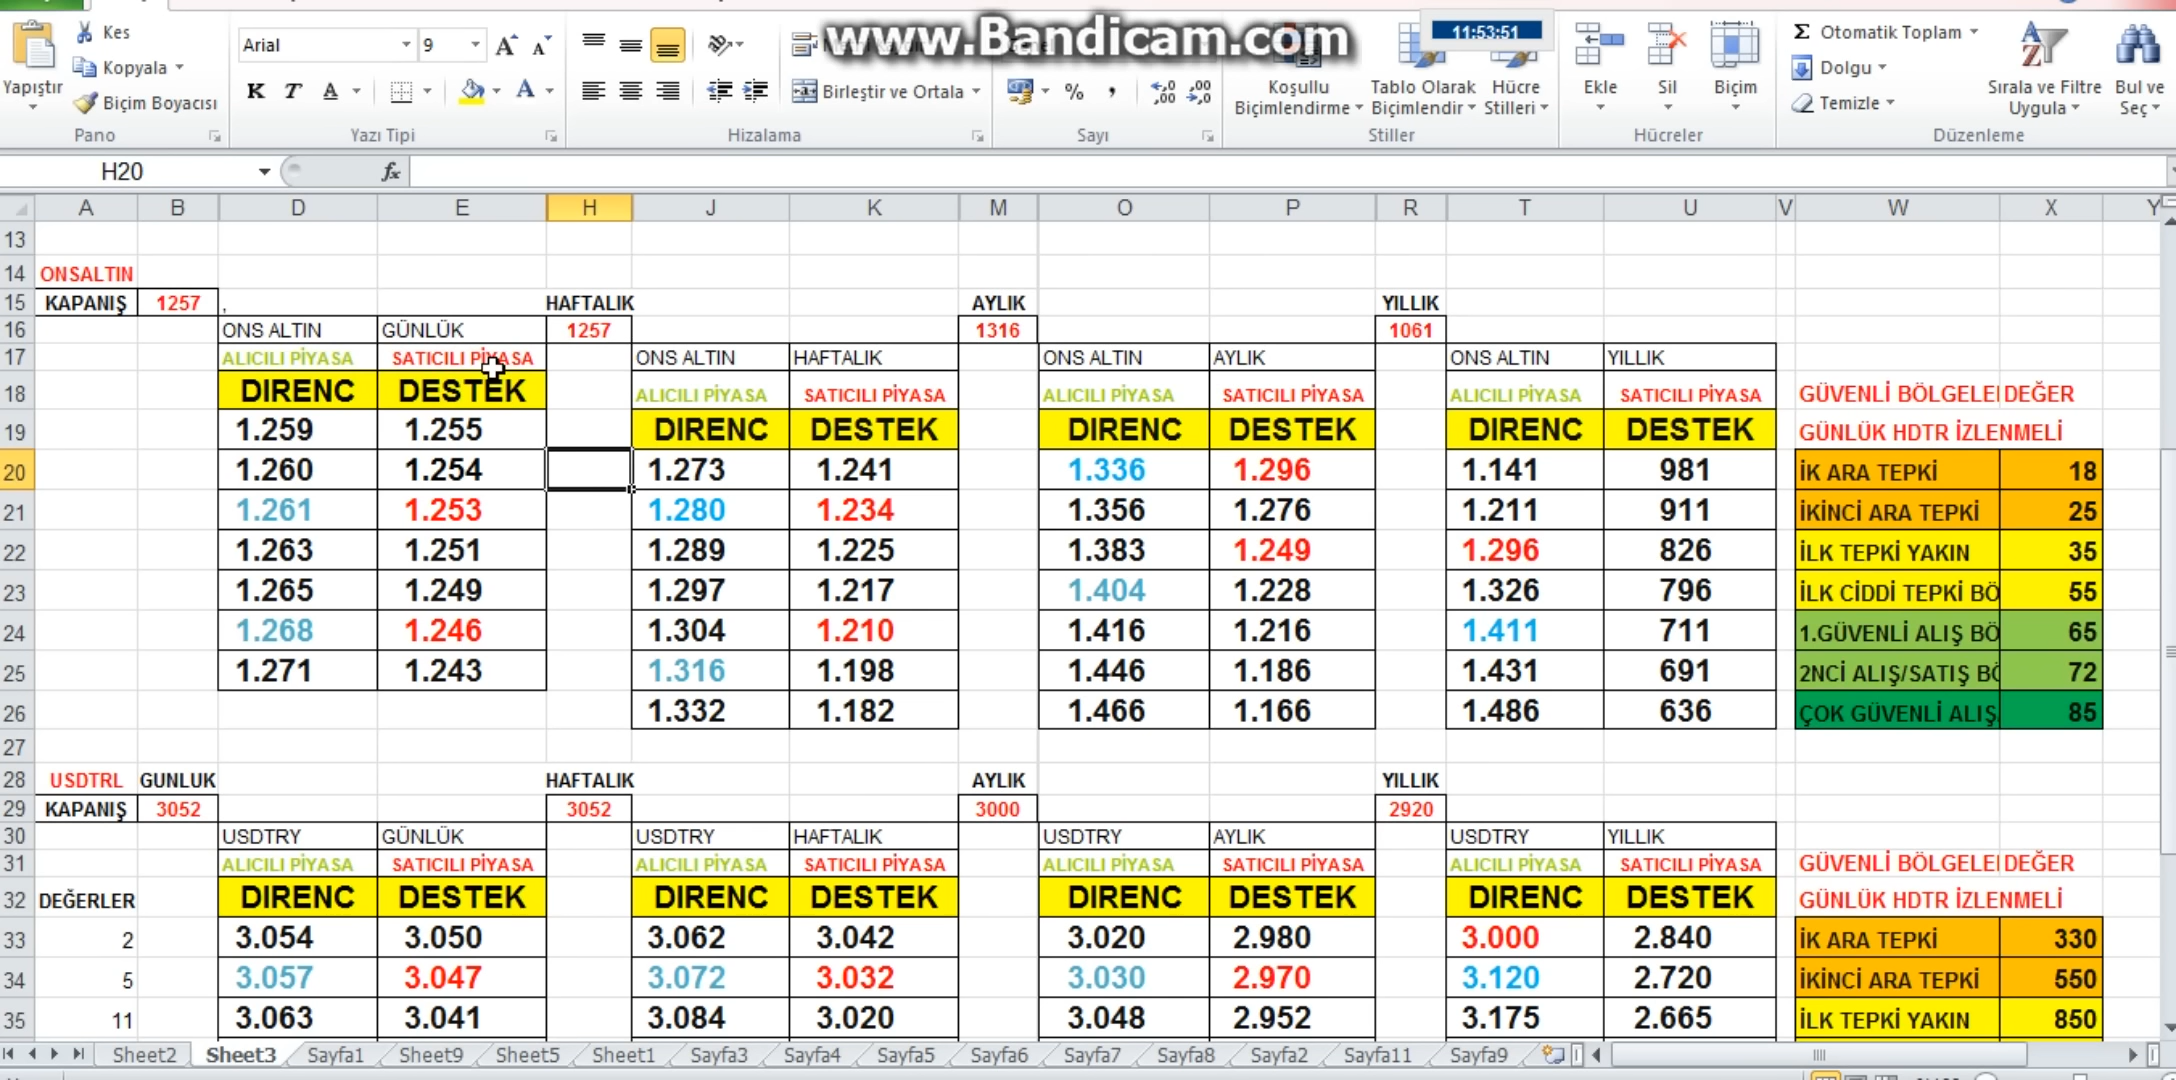 www.Bandicam.com
11:53:51
Kes
Kopyala
Biçim Boyacısı
Yapıştır
Pano
Arial 9
K T A
Yazı Tipi
Birleştir ve Ortala
Hizalama
%
Sayı
Koşullu Biçimlendirme
Tablo Olarak Biçimlendir
Hücre Stilleri
Stiller
Ekle Sil Biçim
Hücreler
Σ Otomatik Toplam
Dolgu
Temizle
Sırala ve Filtre Uygula
Bul ve Seç
Düzenleme
H20 fx
A B D E H J K M O P R T U V W X Y
13
14 ONSALTIN
15 KAPANIŞ 1257 , HAFTALIK AYLIK YILLIK
16 ONS ALTIN GÜNLÜK 1257 1316 1061
17 ALICILI PİYASA SATICILI PİYASA ONS ALTIN HAFTALIK ONS ALTIN AYLIK ONS ALTIN YILLIK
18 DIRENC DESTEK ALICILI PİYASA SATICILI PİYASA ALICILI PİYASA SATICILI PİYASA ALICILI PİYASA SATICILI PİYASA GÜVENLİ BÖLGELE DEĞER
19 1.259 1.255 DIRENC DESTEK DIRENC DESTEK DIRENC DESTEK GÜNLÜK HDTR İZLENMELİ
20 1.260 1.254 1.273 1.241 1.336 1.296 1.141 981 İK ARA TEPKİ 18
21 1.261 1.253 1.280 1.234 1.356 1.276 1.211 911 İKİNCİ ARA TEPKİ 25
22 1.263 1.251 1.289 1.225 1.383 1.249 1.296 826 İLK TEPKİ YAKIN 35
23 1.265 1.249 1.297 1.217 1.404 1.228 1.326 796 İLK CİDDİ TEPKİ BÖ 55
24 1.268 1.246 1.304 1.210 1.416 1.216 1.411 711 1.GÜVENLİ ALIŞ BÖ 65
25 1.271 1.243 1.316 1.198 1.446 1.186 1.431 691 2NCİ ALIŞ/SATIŞ BÖ 72
26 1.332 1.182 1.466 1.166 1.486 636 ÇOK GÜVENLİ ALIŞ 85
27
28 USDTRL GUNLUK HAFTALIK AYLIK YILLIK
29 KAPANIŞ 3052 3052 3000 2920
30 USDTRY GÜNLÜK USDTRY HAFTALIK USDTRY AYLIK USDTRY YILLIK
31 ALICILI PİYASA SATICILI PİYASA ALICILI PİYASA SATICILI PİYASA ALICILI PİYASA SATICILI PİYASA ALICILI PİYASA SATICILI PİYASA GÜVENLİ BÖLGELE DEĞER
32 DEĞERLER DIRENC DESTEK DIRENC DESTEK DIRENC DESTEK DIRENC DESTEK GÜNLÜK HDTR İZLENMELİ
33 2 3.054 3.050 3.062 3.042 3.020 2.980 3.000 2.840 İK ARA TEPKİ 330
34 5 3.057 3.047 3.072 3.032 3.030 2.970 3.120 2.720 İKİNCİ ARA TEPKİ 550
35 11 3.063 3.041 3.084 3.020 3.048 2.952 3.175 2.665 İLK TEPKİ YAKIN 850
Sheet2 Sheet3 Sayfa1 Sheet9 Sheet5 Sheet1 Sayfa3 Sayfa4 Sayfa5 Sayfa6 Sayfa7 Sayfa8 Sayfa2 Sayfa11 Sayfa9